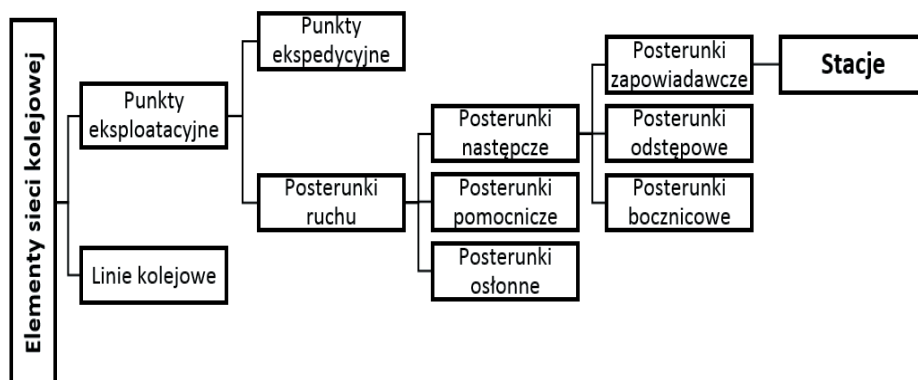 Elementy sieci kolejowej
Punkty
eksploatacyjne
Linie kolejowe
Punkty
ekspedycyjne
Posterunki
ruchu
Posterunki
następcze
Posterunki
pomocnicze
Posterunki
osłonne
Posterunki
zapowiadawcze
Posterunki
odstępowe
Posterunki
bocznicowe
Stacje